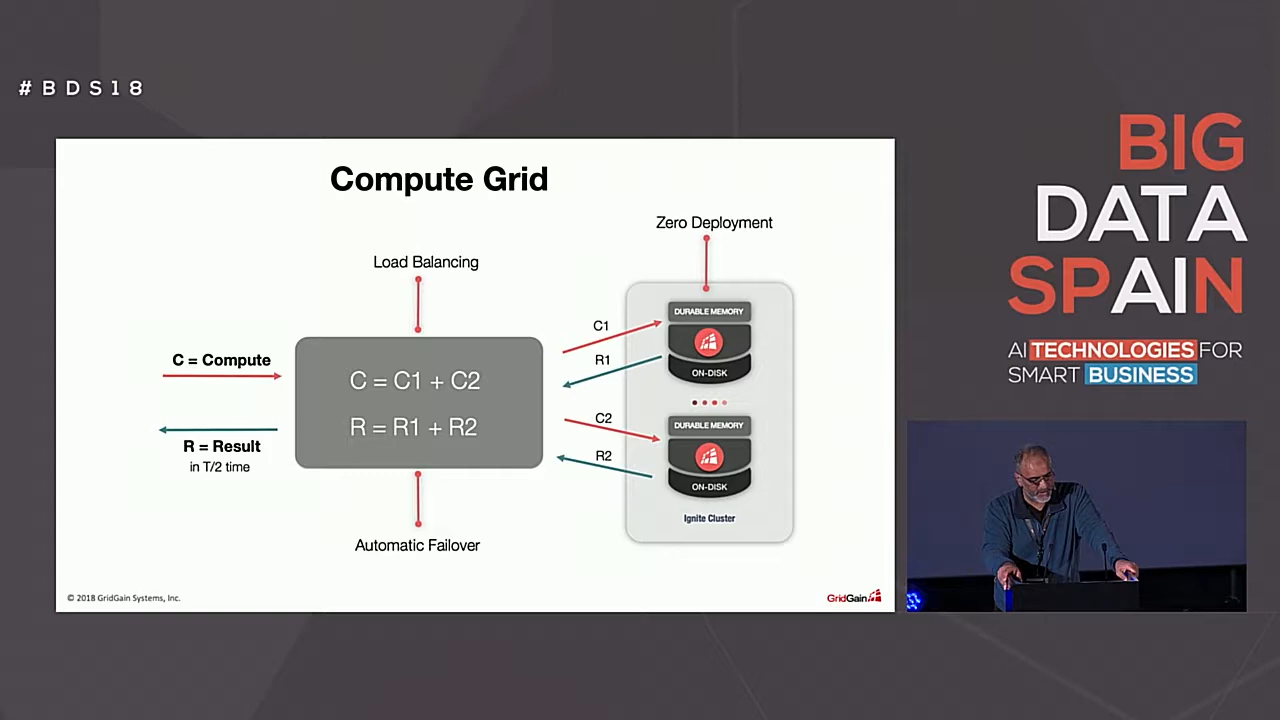 #BDS18
BIG
DATA
SPAIN
AI TECHNOLOGIES FOR
SMART BUSINESS
Compute Grid
Zero Deployment
Load Balancing
C = Compute
C = C1 + C2
R = R1 + R2
R = Result
in T/2 time
Automatic Failover
C1
R1
C2
R2
DURABLE MEMORY
ON-DISK
DURABLE MEMORY
ON-DISK
Ignite Cluster
© 2018 GridGain Systems, Inc.
GridGain